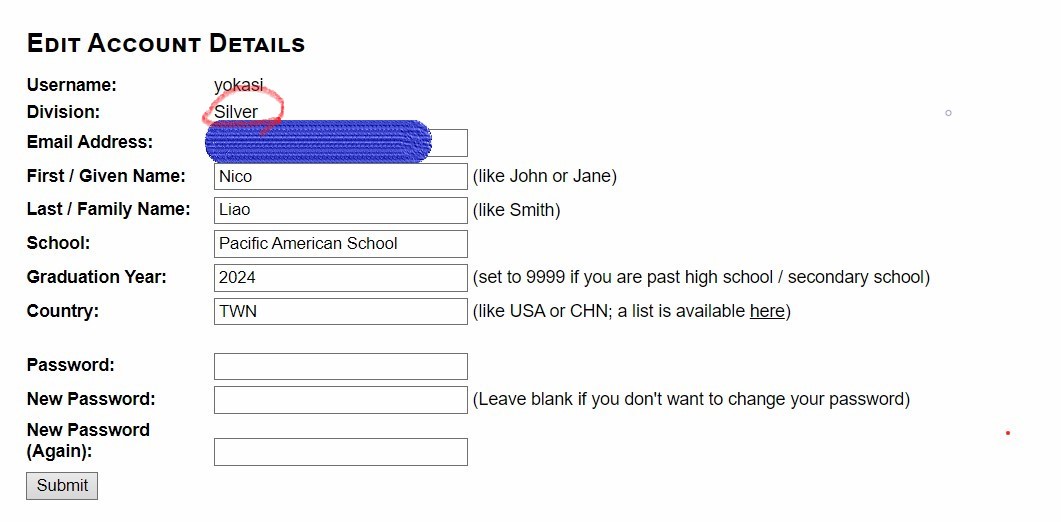 EDIT ACCOUNT DETAILS
Username: yokasi
Division: Silver
Email Address:
First / Given Name: Nico (like John or Jane)
Last / Family Name: Liao (like Smith)
School: Pacific American School
Graduation Year: 2024 (set to 9999 if you are past high school / secondary school)
Country: TWN (like USA or CHN; a list is available here)
Password:
New Password: (Leave blank if you don't want to change your password)
New Password
(Again):
Submit